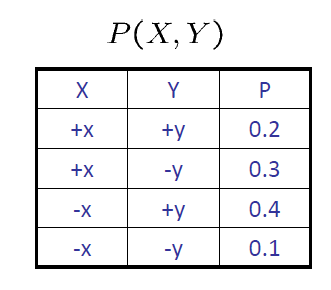 P(X, Y)
X Y P
+x +y 0.2
+x -y 0.3
-x +y 0.4
-x -y 0.1